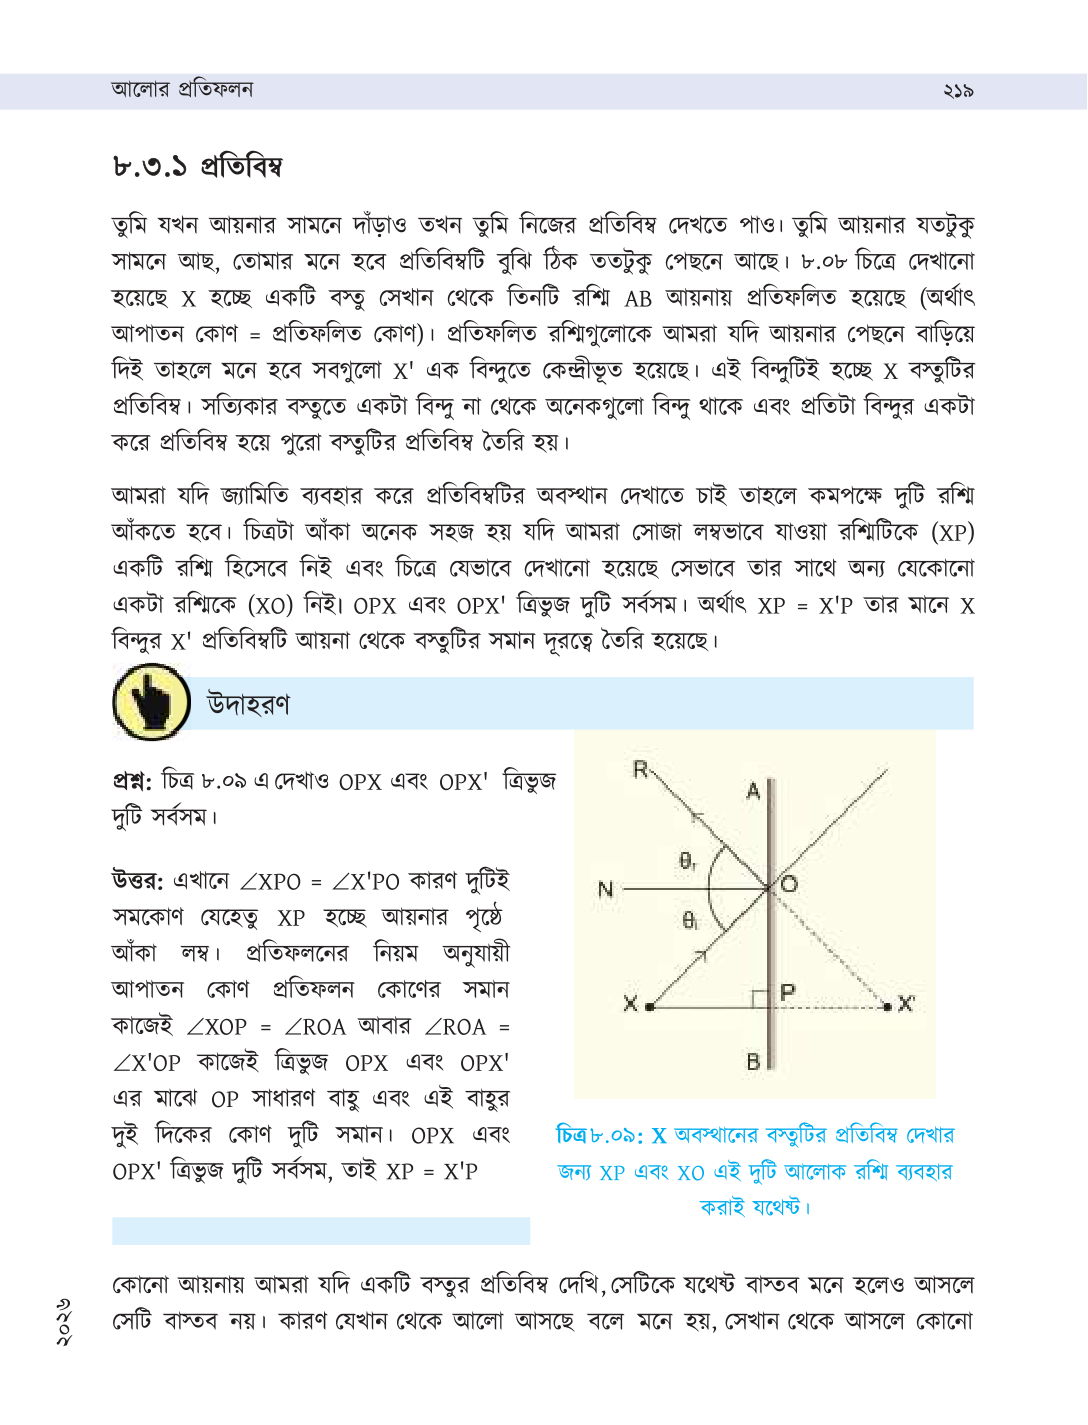 আলোর প্রতিফলন ২১৯
৮.৩.১ প্রতিবিম্ব
তুমি যখন আয়নার সামনে দাঁড়াও তখন তুমি নিজের প্রতিবিম্ব দেখতে পাও। তুমি আয়নার যতটুকু
সামনে আছ, তোমার মনে হবে প্রতিবিম্বটি বুঝি ঠিক ততটুকু পেছনে আছে। ৮.০৮ চিত্রে দেখানো
হয়েছে X হচ্ছে একটি বস্তু সেখান থেকে তিনটি রশ্মি AB আয়নায় প্রতিফলিত হয়েছে (অর্থাৎ
আপাতন কোণ = প্রতিফলিত কোণ)। প্রতিফলিত রশ্মিগুলোকে আমরা যদি আয়নার পেছনে বাড়িয়ে
দিই তাহলে মনে হবে সবগুলো X' এক বিন্দুতে কেন্দ্রীভূত হয়েছে। এই বিন্দুটিই হচ্ছে X বস্তুটির
প্রতিবিম্ব। সত্যিকার বস্তুতে একটা বিন্দু না থেকে অনেকগুলো বিন্দু থাকে এবং প্রতিটা বিন্দুর একটা
করে প্রতিবিম্ব হয়ে পুরো বস্তুটির প্রতিবিম্ব তৈরি হয়।
আমরা যদি জ্যামিতি ব্যবহার করে প্রতিবিম্বটির অবস্থান দেখাতে চাই তাহলে কমপক্ষে দুটি রশ্মি
আঁকতে হবে। চিত্রটা আঁকা অনেক সহজ হয় যদি আমরা সোজা লম্বভাবে যাওয়া রশ্মিটিকে (XP)
একটি রশ্মি হিসেবে নিই এবং চিত্রে যেভাবে দেখানো হয়েছে সেভাবে তার সাথে অন্য যেকোনো
একটা রশ্মিকে (XO) নিই। OPX এবং OPX' ত্রিভুজ দুটি সর্বসম। অর্থাৎ XP = X'P তার মানে X
বিন্দুর X' প্রতিবিম্বটি আয়না থেকে বস্তুটির সমান দূরত্বে তৈরি হয়েছে।
উদাহরণ
প্রশ্ন: চিত্র ৮.০৯ এ দেখাও OPX এবং OPX' ত্রিভুজ
দুটি সর্বসম।
উত্তর: এখানে ∠XPO = ∠X'PO কারণ দুটিই
সমকোণ যেহেতু XP হচ্ছে আয়নার পৃষ্ঠে
আঁকা লম্ব। প্রতিফলনের নিয়ম অনুযায়ী
আপাতন কোণ প্রতিফলন কোণের সমান
কাজেই ∠XOP = ∠ROA আবার ∠ROA =
∠X'OP কাজেই ত্রিভুজ OPX এবং OPX'
এর মাঝে OP সাধারণ বাহু এবং এই বাহুর
দুই দিকের কোণ দুটি সমান। OPX এবং
OPX' ত্রিভুজ দুটি সর্বসম, তাই XP = X'P
R
A
θr
N
O
θi
X
P
X'
B
চিত্র ৮.০৯: X অবস্থানের বস্তুটির প্রতিবিম্ব দেখার
জন্য XP এবং XO এই দুটি আলোক রশ্মি ব্যবহার
করাই যথেষ্ট।
কোনো আয়নায় আমরা যদি একটি বস্তুর প্রতিবিম্ব দেখি, সেটিকে যথেষ্ট বাস্তব মনে হলেও আসলে
সেটি বাস্তব নয়। কারণ যেখান থেকে আলো আসছে বলে মনে হয়, সেখান থেকে আসলে কোনো
২০২৬